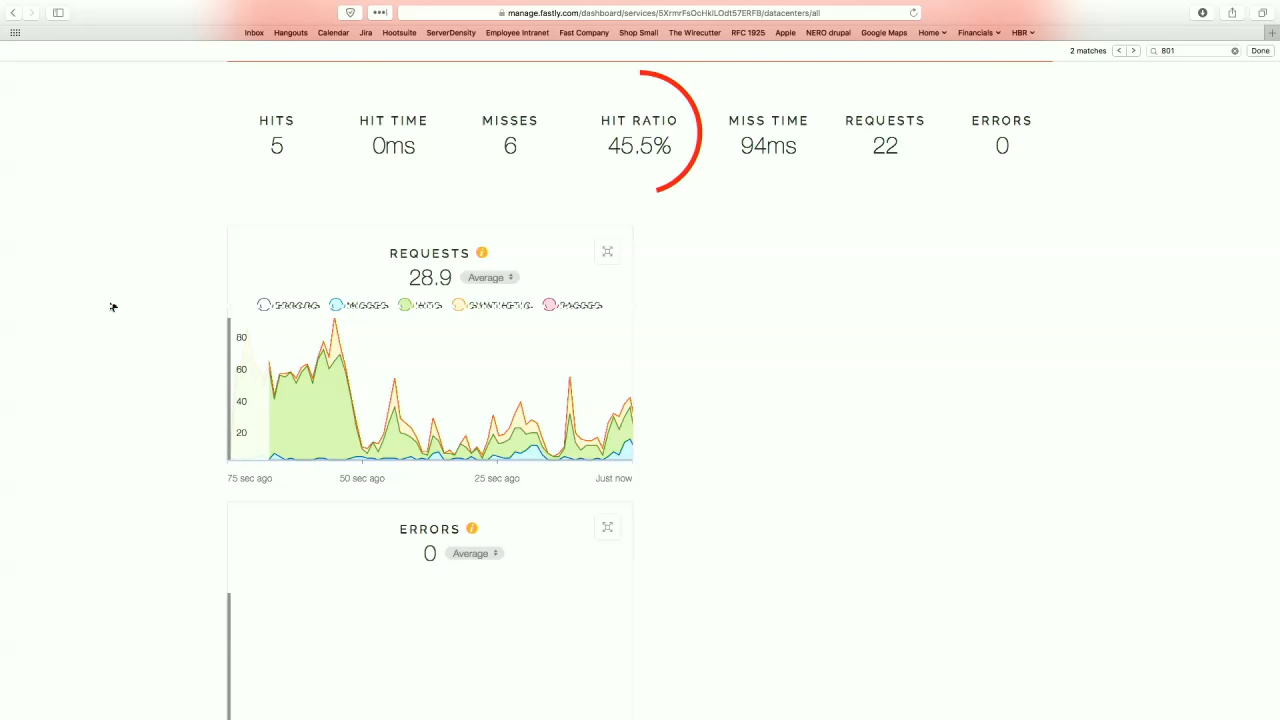 manage.fastly.com/dashboard/services/5XrmrFsOcHklLOdt57ERFB/datacenters/all
Inbox Hangouts Calendar Jira Hootsuite ServerDensity Employee Intranet Fast Company Shop Small The Wirecutter RFC 1925 Apple NERO drupal Google Maps Home Financials HBR
2 matches 801 Done
HITS HIT TIME MISSES HIT RATIO MISS TIME REQUESTS ERRORS
5 0ms 6 45.5% 94ms 22 0
REQUESTS i
28.9 Average
80
60
40
20
75 sec ago 50 sec ago 25 sec ago Just now
ERRORS i
0 Average